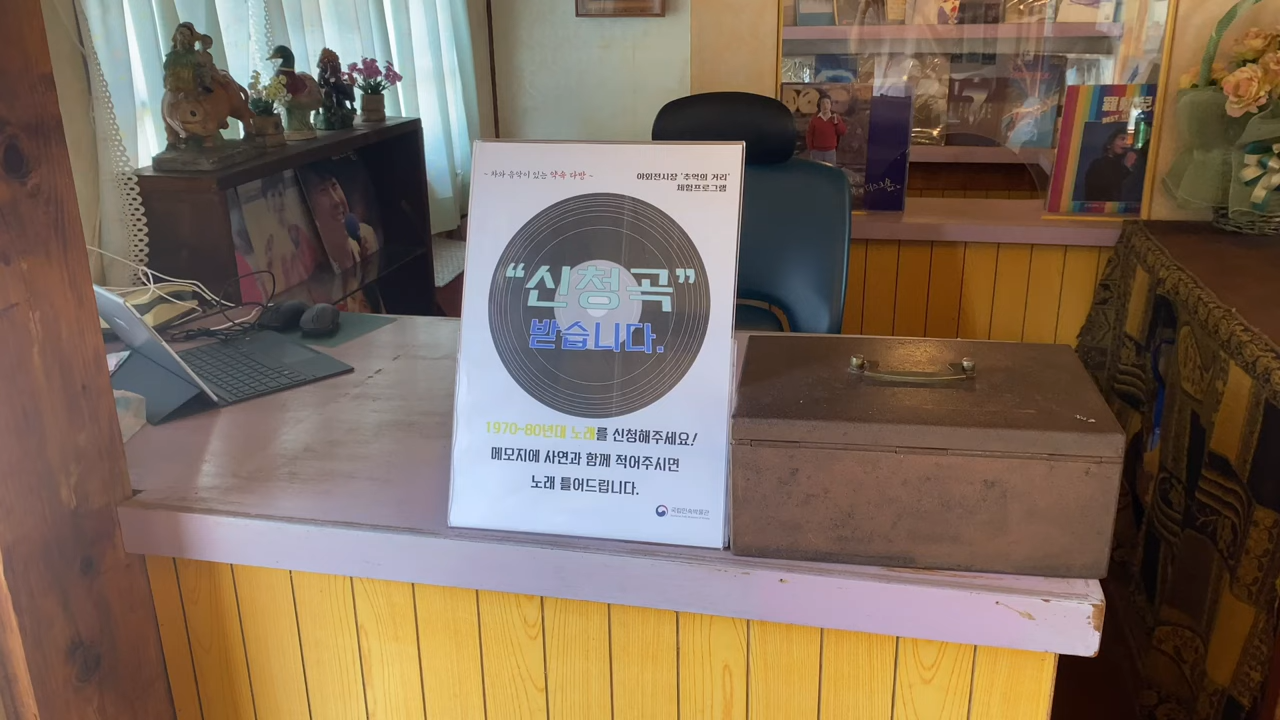 ~ 차와 음악이 있는 약속 다방 ~
야외전시장 '추억의 거리'
체험프로그램
“신청곡”
받습니다.
1970-80년대 노래를 신청해주세요!
메모지에 사연과 함께 적어주시면
노래 틀어드립니다.
국립민속박물관